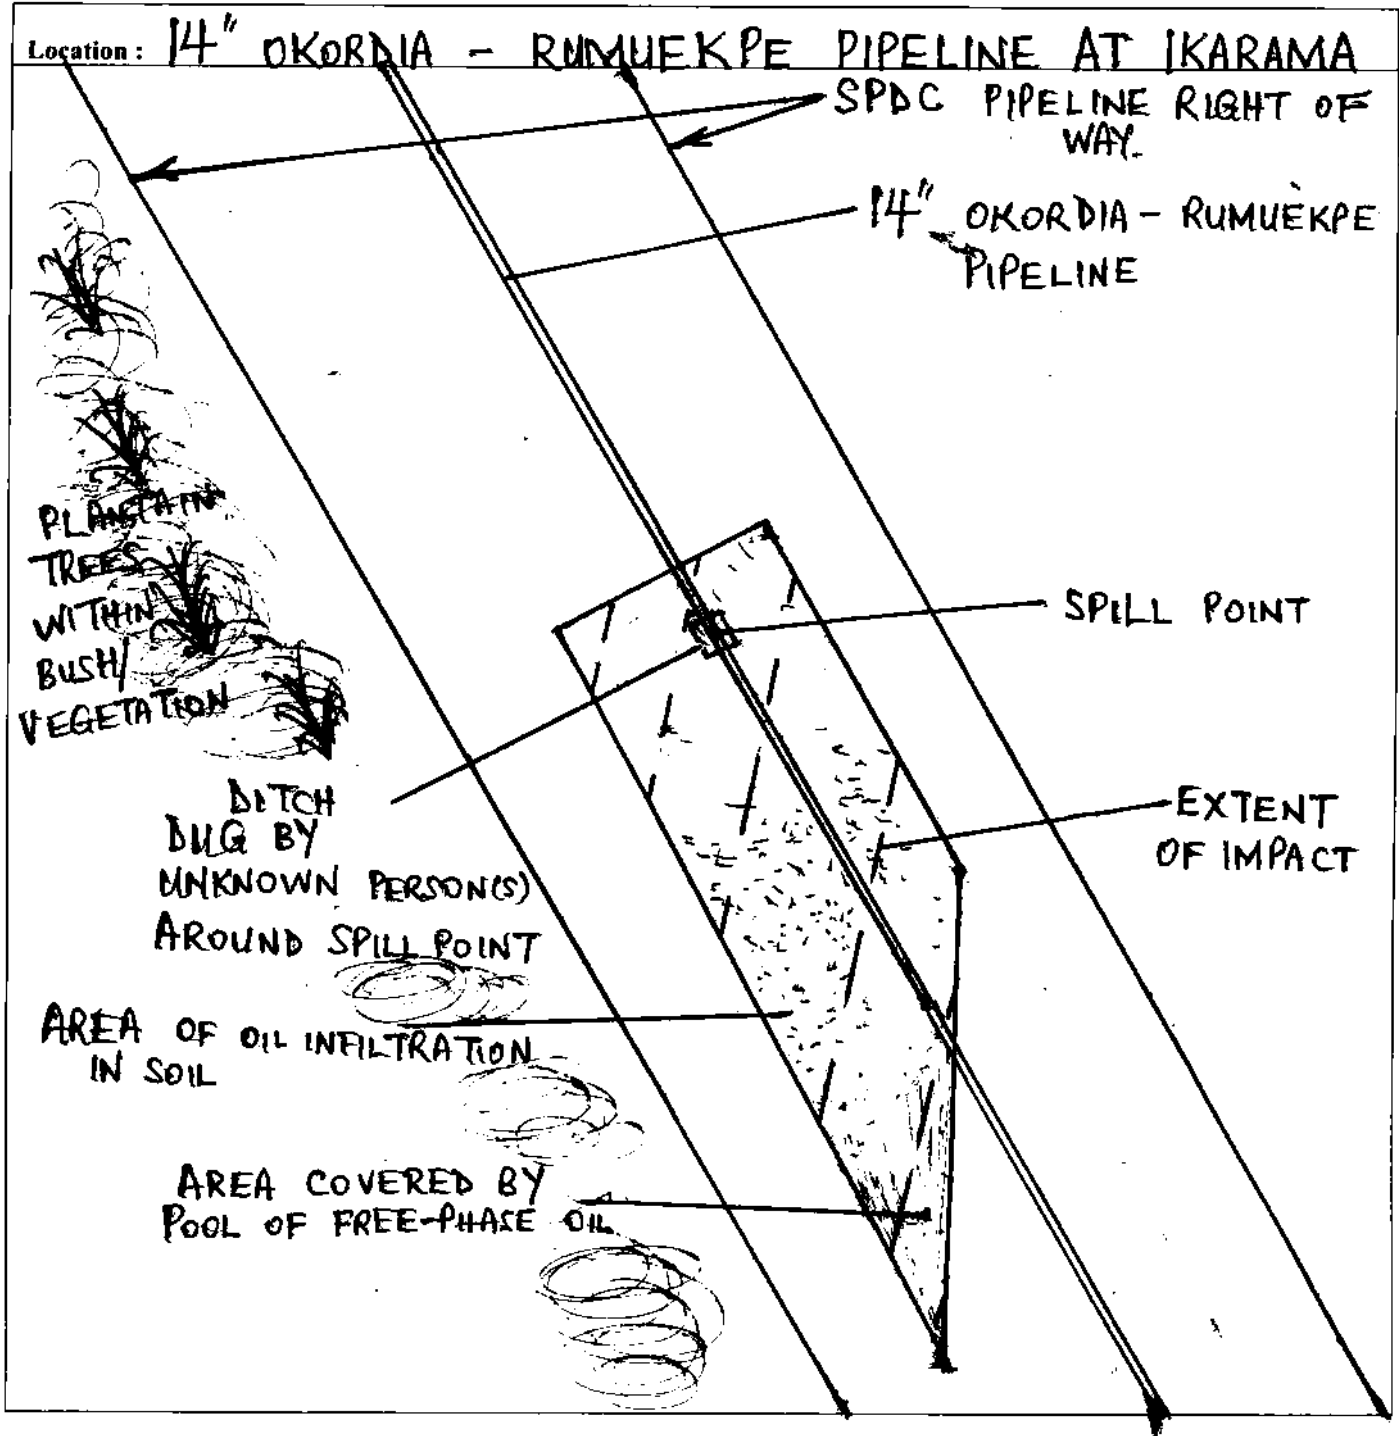 Location : 14" OKORDIA - RUMUEKPE PIPELINE AT IKARAMA
SPDC PIPELINE RIGHT OF
WAY.
14" OKORDIA - RUMUEKPE
PIPELINE
PLANTAIN
TREES
WITHIN
BUSH/
VEGETATION
SPILL POINT
DITCH
DUG BY
UNKNOWN PERSON(S)
AROUND SPILL POINT
EXTENT
OF IMPACT
AREA OF OIL INFILTRATION
IN SOIL
AREA COVERED BY
POOL OF FREE-PHASE OIL